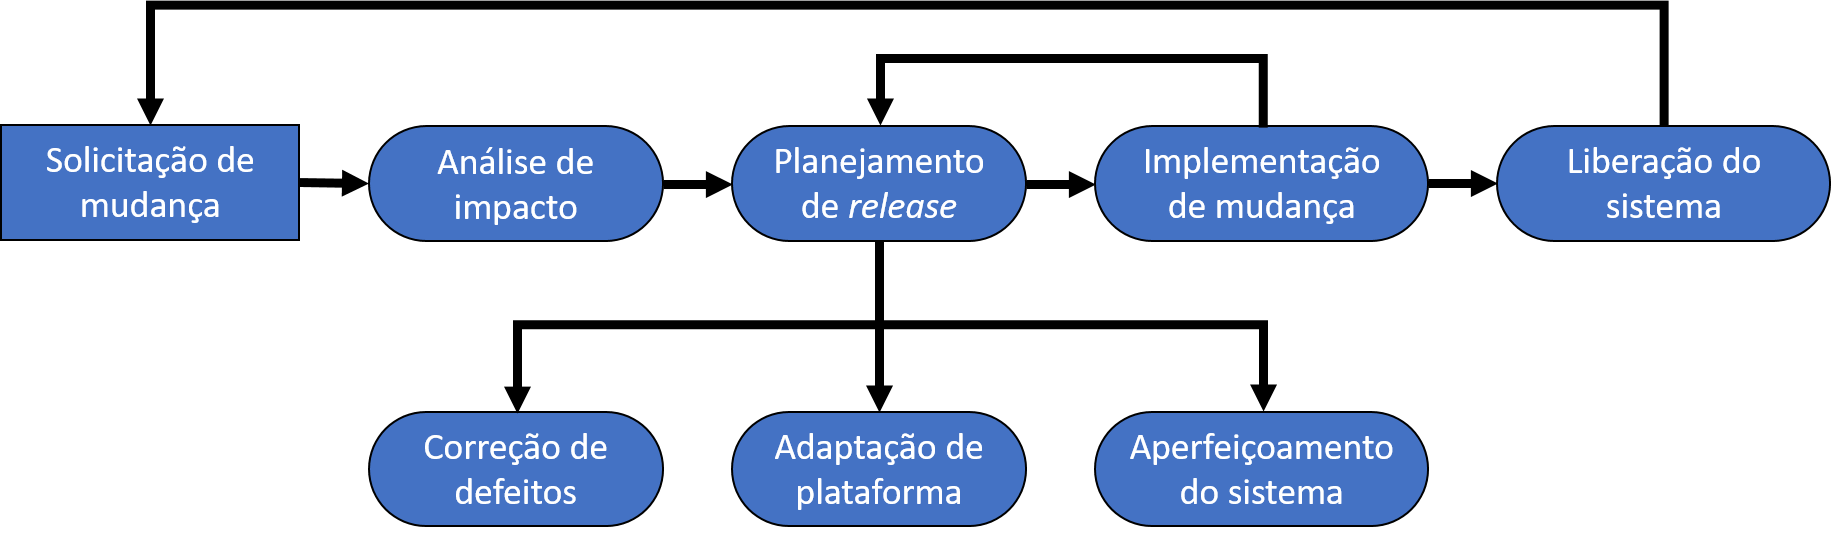 Solicitação de
mudança
Análise de
impacto
Planejamento
de release
Implementação
de mudança
Liberação do
sistema
Correção de
defeitos
Adaptação de
plataforma
Aperfeiçoamento
do sistema